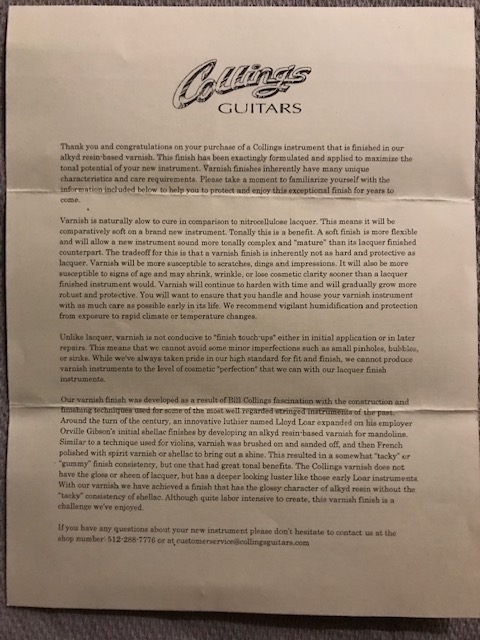 Collings
GUITARS
Thank you and congratulations on your purchase of a Collings instrument that is finished in our
alkyd resin-based varnish. This finish has been exactingly formulated and applied to maximize the
tonal potential of your new instrument. Varnish finishes inherently have many unique
characteristics and care requirements. Please take a moment to familiarize yourself with the
information included below to help you to protect and enjoy this exceptional finish for years to
come.
Varnish is naturally slow to cure in comparison to nitrocellulose lacquer. This means it will be
comparatively soft on a brand new instrument. Tonally this is a benefit. A soft finish is more flexible
and will allow a new instrument sound more tonally complex and "mature" than its lacquer finished
counterpart. The tradeoff for this is that a varnish finish is inherently not as hard and protective as
lacquer. Varnish will be more susceptible to scratches, dings and impressions. It will also be more
susceptible to signs of age and may shrink, wrinkle, or lose cosmetic clarity sooner than a lacquer
finished instrument would. Varnish will continue to harden with time and will gradually grow more
robust and protective. You will want to ensure that you handle and house your varnish instrument
with as much care as possible early in its life. We recommend vigilant humidification and protection
from exposure to rapid climate or temperature changes.
Unlike lacquer, varnish is not conducive to "finish touch-ups" either in initial application or in later
repairs. This means that we cannot avoid some minor imperfections such as small pinholes, bubbles,
or sinks. While we've always taken pride in our high standard for fit and finish, we cannot produce
varnish instruments to the level of cosmetic "perfection" that we can with our lacquer finish
instruments.
Our varnish finish was developed as a result of Bill Collings fascination with the construction and
finishing techniques used for some of the most well regarded stringed instruments of the past.
Around the turn of the century, an innovative luthier named Lloyd Loar expanded on his employer
Orville Gibson's initial shellac finishes by developing an alkyd resin-based varnish for mandolins.
Similar to a technique used for violins, varnish was brushed on and sanded off, and then French
polished with spirit varnish or shellac to bring out a shine. This resulted in a somewhat "tacky" or
"gummy" finish consistency, but one that had great tonal benefits. The Collings varnish does not
have the gloss or sheen of lacquer, but has a deeper looking luster like those early Loar instruments.
With our varnish we have achieved a finish that has the glossy character of alkyd resin without the
"tacky" consistency of shellac. Although quite labor intensive to create, this varnish finish is a
challenge we've enjoyed.
If you have any questions about your new instrument please don't hesitate to contact us at the
shop number: 512-288-7776 or at customerservice@collingsguitars.com